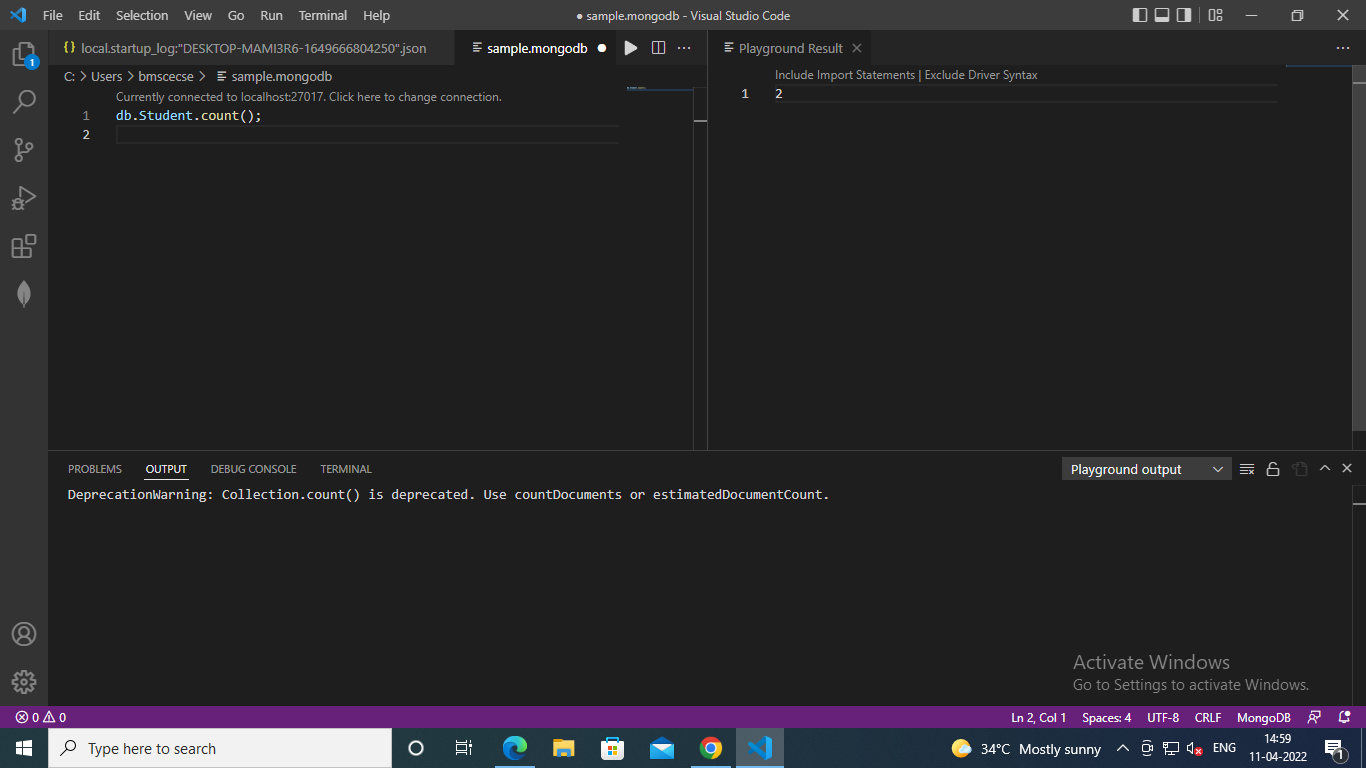 File Edit Selection View Go Run Terminal Help
● sample.mongodb - Visual Studio Code
1
{} local.startup_log:"DESKTOP-MAMI3R6-1649666804250".json
sample.mongodb ●
C: > Users > bmscecse > sample.mongodb
Currently connected to localhost:27017. Click here to change connection.
1 db.Student.count();
2
Playground Result
Include Import Statements | Exclude Driver Syntax
1 2
PROBLEMS OUTPUT DEBUG CONSOLE TERMINAL
Playground output
DeprecationWarning: Collection.count() is deprecated. Use countDocuments or estimatedDocumentCount.
Activate Windows
Go to Settings to activate Windows.
0 0
Ln 2, Col 1 Spaces: 4 UTF-8 CRLF MongoDB
Type here to search
34°C Mostly sunny
ENG
14:59
11-04-2022
1